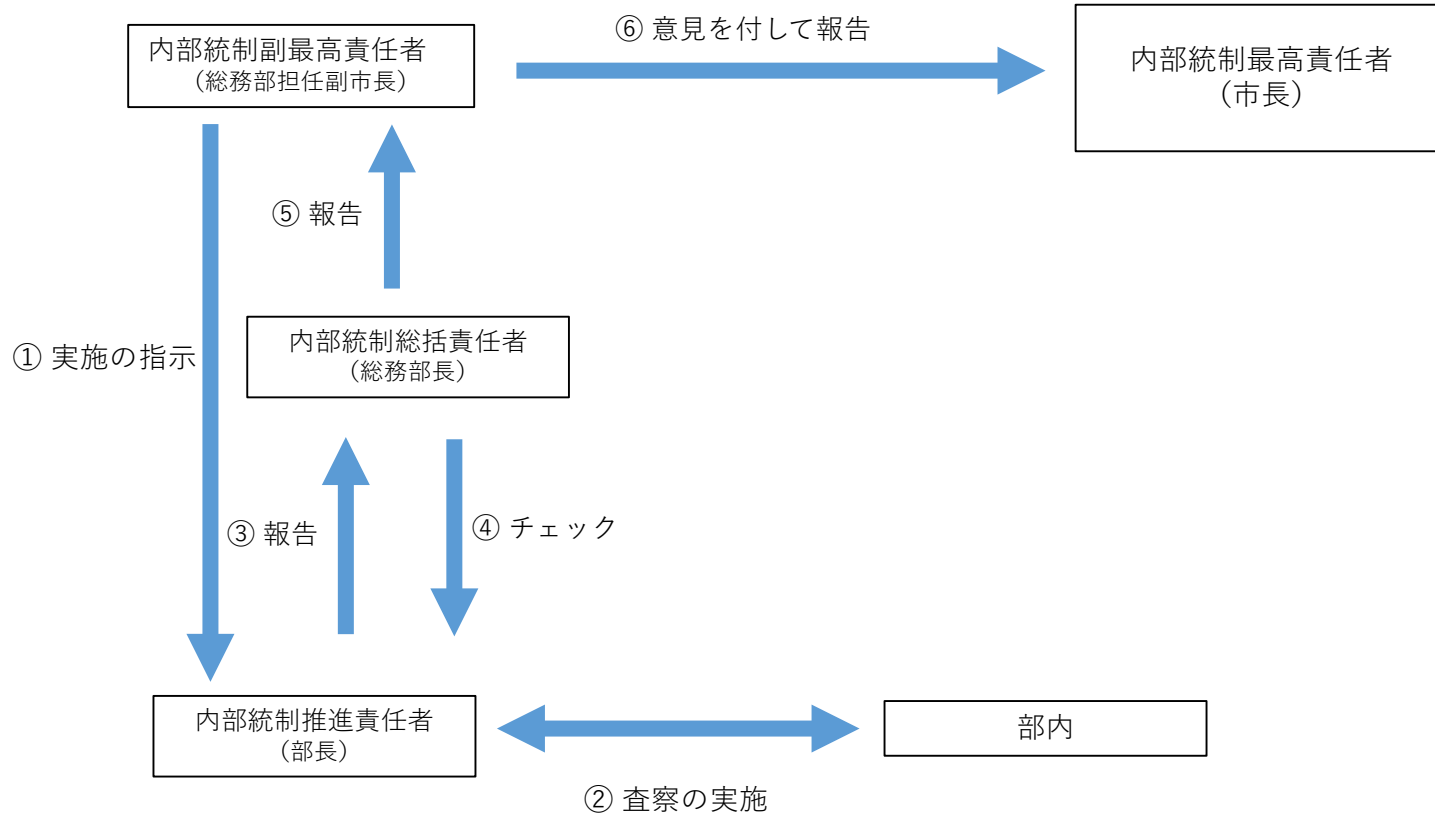 内部統制副最高責任者
（総務部担任副市長）
⑥ 意見を付して報告
内部統制最高責任者
（市長）
⑤ 報告
① 実施の指示
内部統制総括責任者
（総務部長）
③ 報告
④ チェック
内部統制推進責任者
（部長）
部内
② 査察の実施